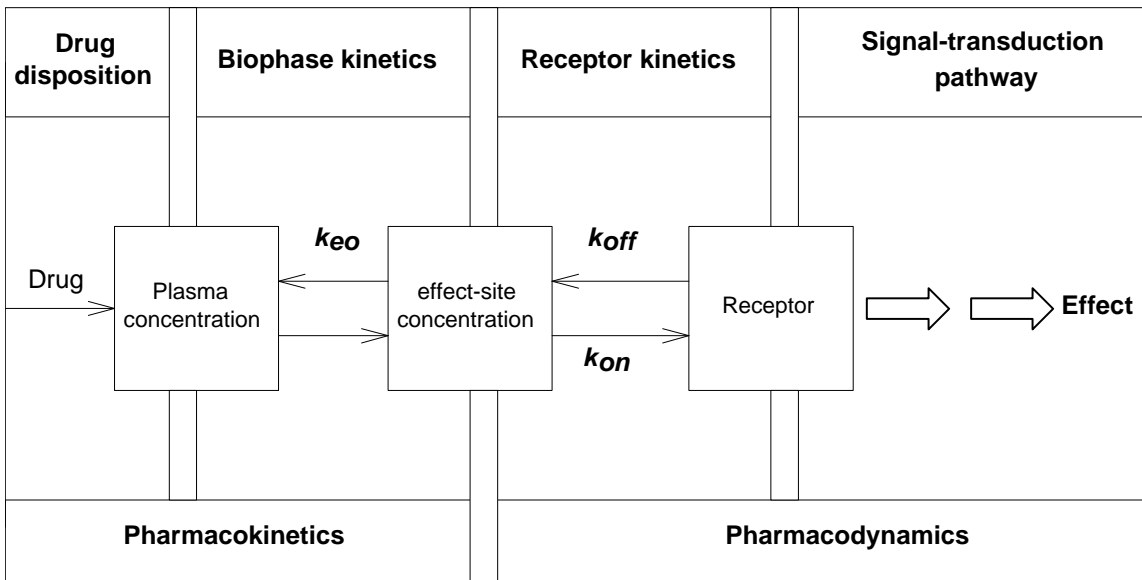 Drug
disposition
Biophase kinetics
Receptor kinetics
Signal-transduction
pathway
Drug
Plasma
concentration
keo
effect-site
concentration
koff
kon
Receptor
Effect
Pharmacokinetics
Pharmacodynamics